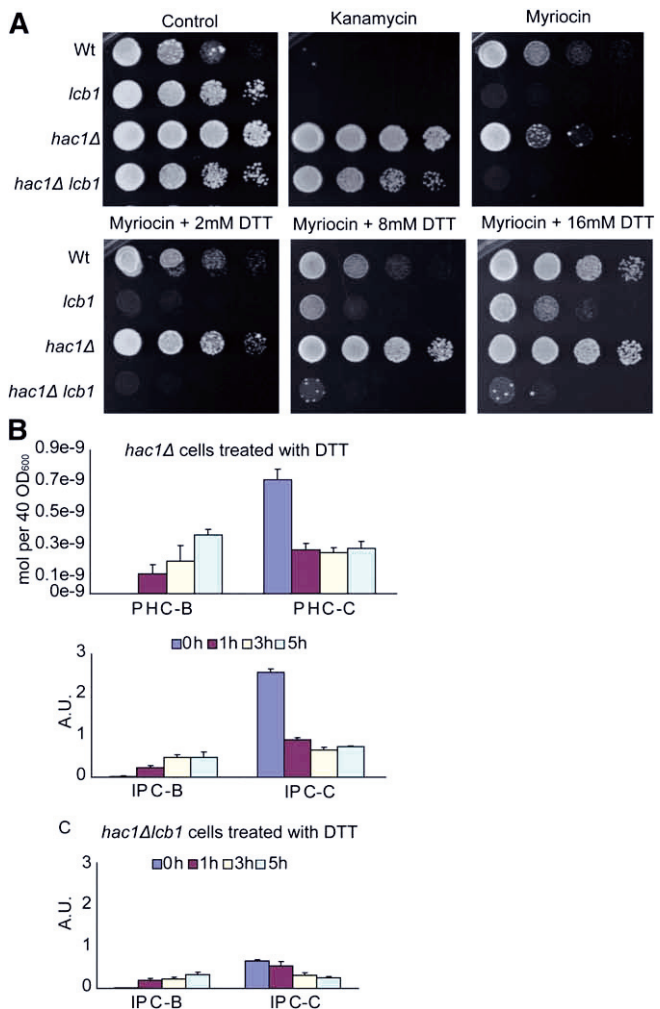 A
Control Kanamycin Myriocin
Wt
lcb1
hac1Δ
hac1Δ lcb1
Myriocin + 2mM DTT Myriocin + 8mM DTT Myriocin + 16mM DTT
Wt
lcb1
hac1Δ
hac1Δ lcb1
B
hac1Δ cells treated with DTT
mol per 40 OD600
0.9e-9
0.7e-9
0.5e-9
0.3e-9
0.1e-9
0e-9
PHC-B PHC-C
0h 1h 3h 5h
A.U.
3
2
1
0
IPC-B IPC-C
C hac1Δlcb1 cells treated with DTT
0h 1h 3h 5h
A.U.
3
2
1
0
IPC-B IPC-C